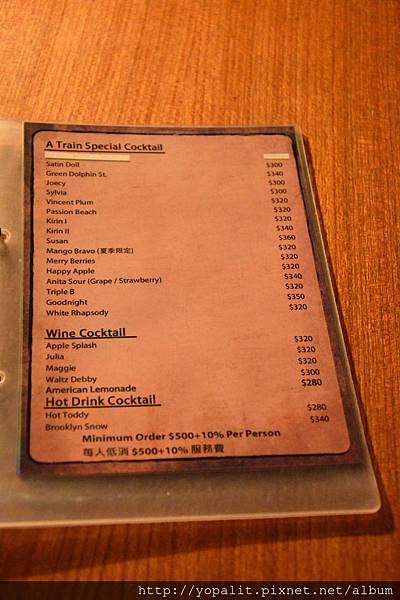 A Train Special Cocktail
Satin Doll $300
Green Dolphin St. $340
Joecy $300
Sylvia $300
Vincent Plum $320
Passion Beach $320
Kirin I $320
Kirin II $340
Susan $360
Mango Bravo (夏季限定) $320
Merry Berries $320
Happy Apple $320
Anita Sour (Grape / Strawberry) $340
Triple B $320
Goodnight $350
White Rhapsody $320
Wine Cocktail
Apple Splash $320
Julia $320
Maggie $320
Waltz Debby $300
American Lemonade $280
Hot Drink Cocktail
Hot Toddy $280
Brooklyn Snow $340
Minimum Order $500+10% Per Person
每人低消 $500+10% 服務費
http://yopalit.pixnet.net/album